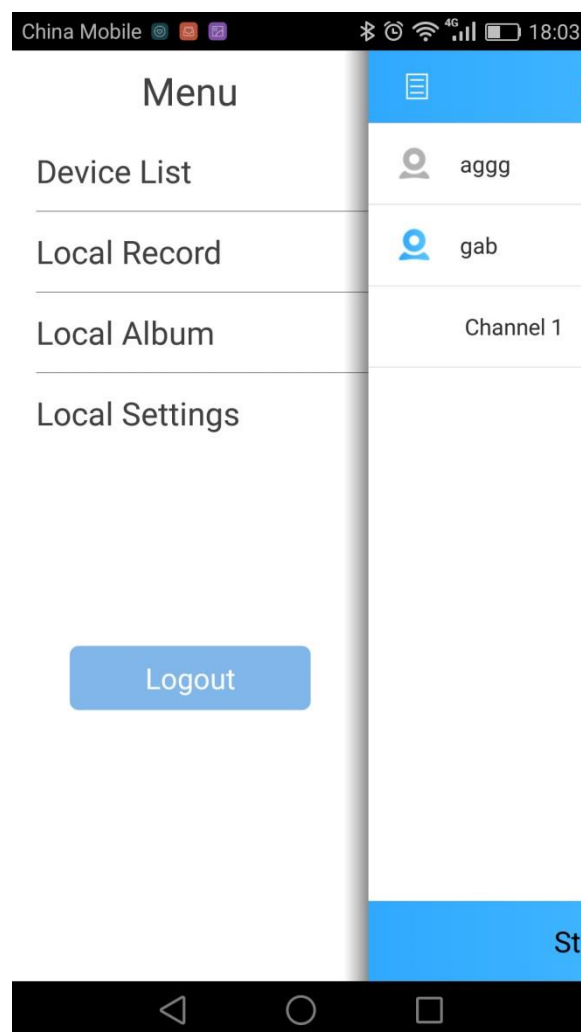 China Mobile 4G 18:03
Menu
Device List
Local Record
Local Album
Local Settings
Logout
aggg
gab
Channel 1
St